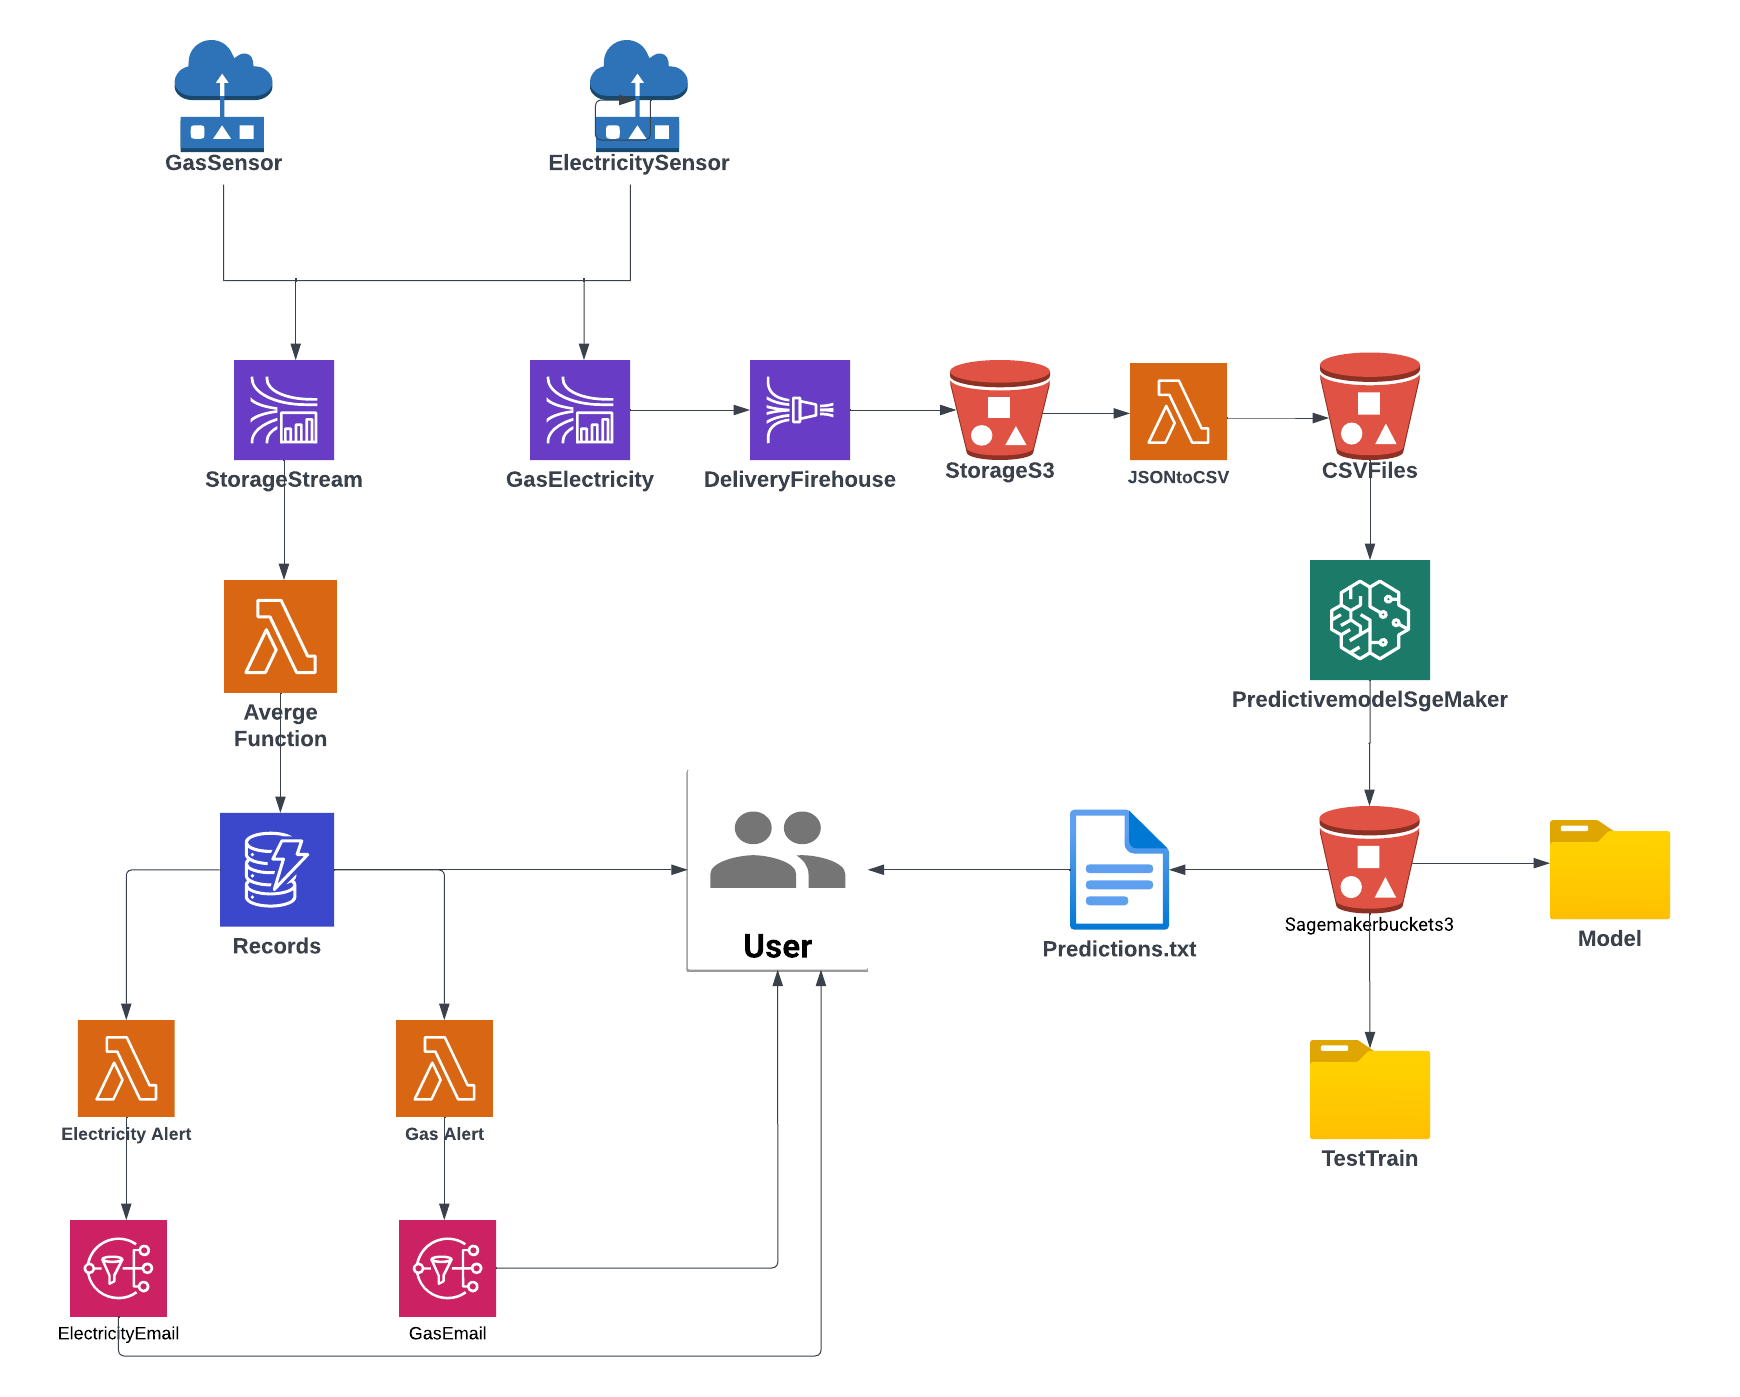 GasSensor
ElectricitySensor
StorageStream
GasElectricity
DeliveryFirehouse
StorageS3
JSONtoCSV
CSVFiles
Averge
Function
PredictivemodelSgeMaker
Records
User
Predictions.txt
Sagemakerbuckets3
Model
Electricity Alert
Gas Alert
TestTrain
ElectricityEmail
GasEmail